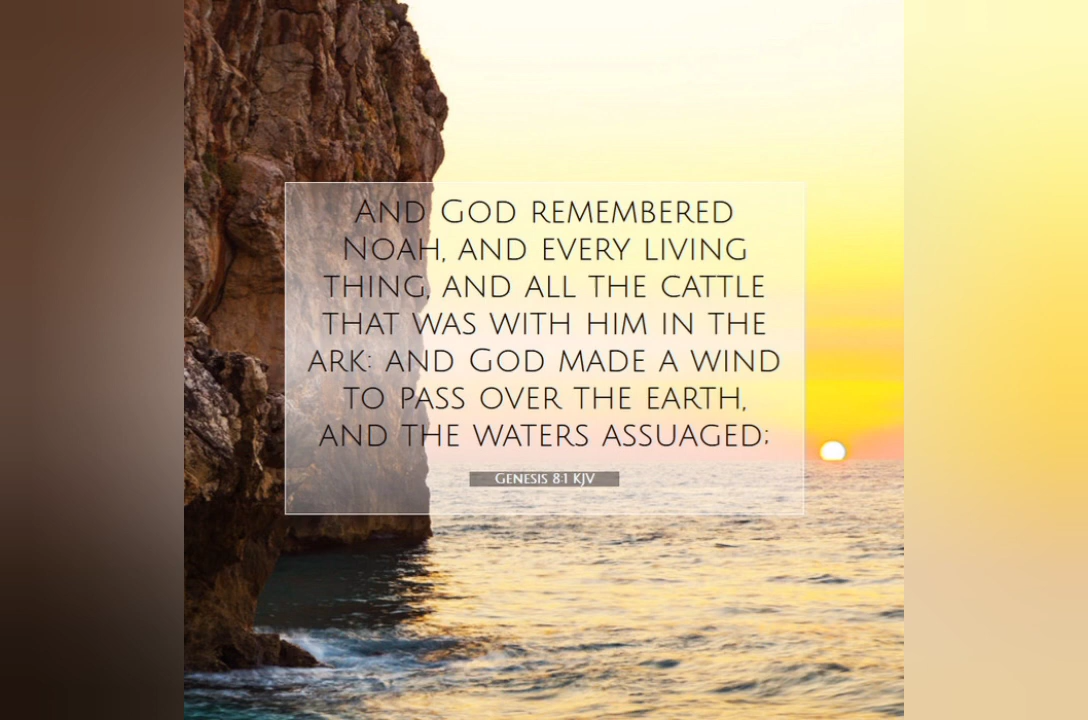 And God remembered
Noah, and every living
thing, and all the cattle
that was with him in the
ark: and God made a wind
to pass over the earth,
and the waters assuaged;
Genesis 8:1 KJV